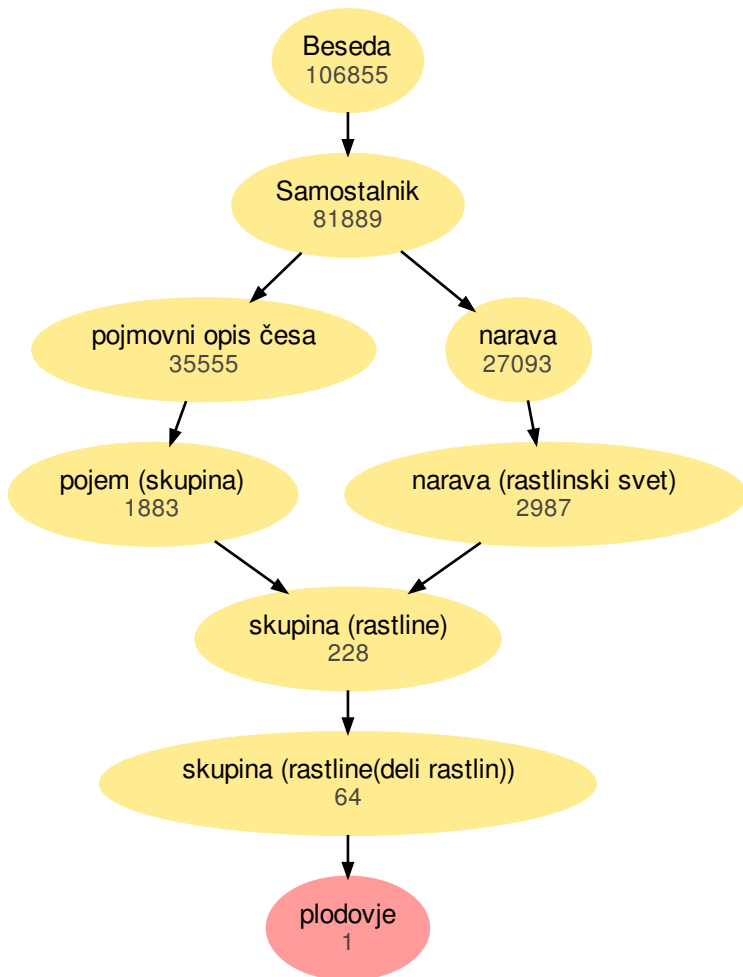 Beseda
106855
Samostalnik
81889
pojmovni opis česa
35555
narava
27093
pojem (skupina)
1883
narava (rastlinski svet)
2987
skupina (rastline)
228
skupina (rastline(deli rastlin))
64
plodovje
1